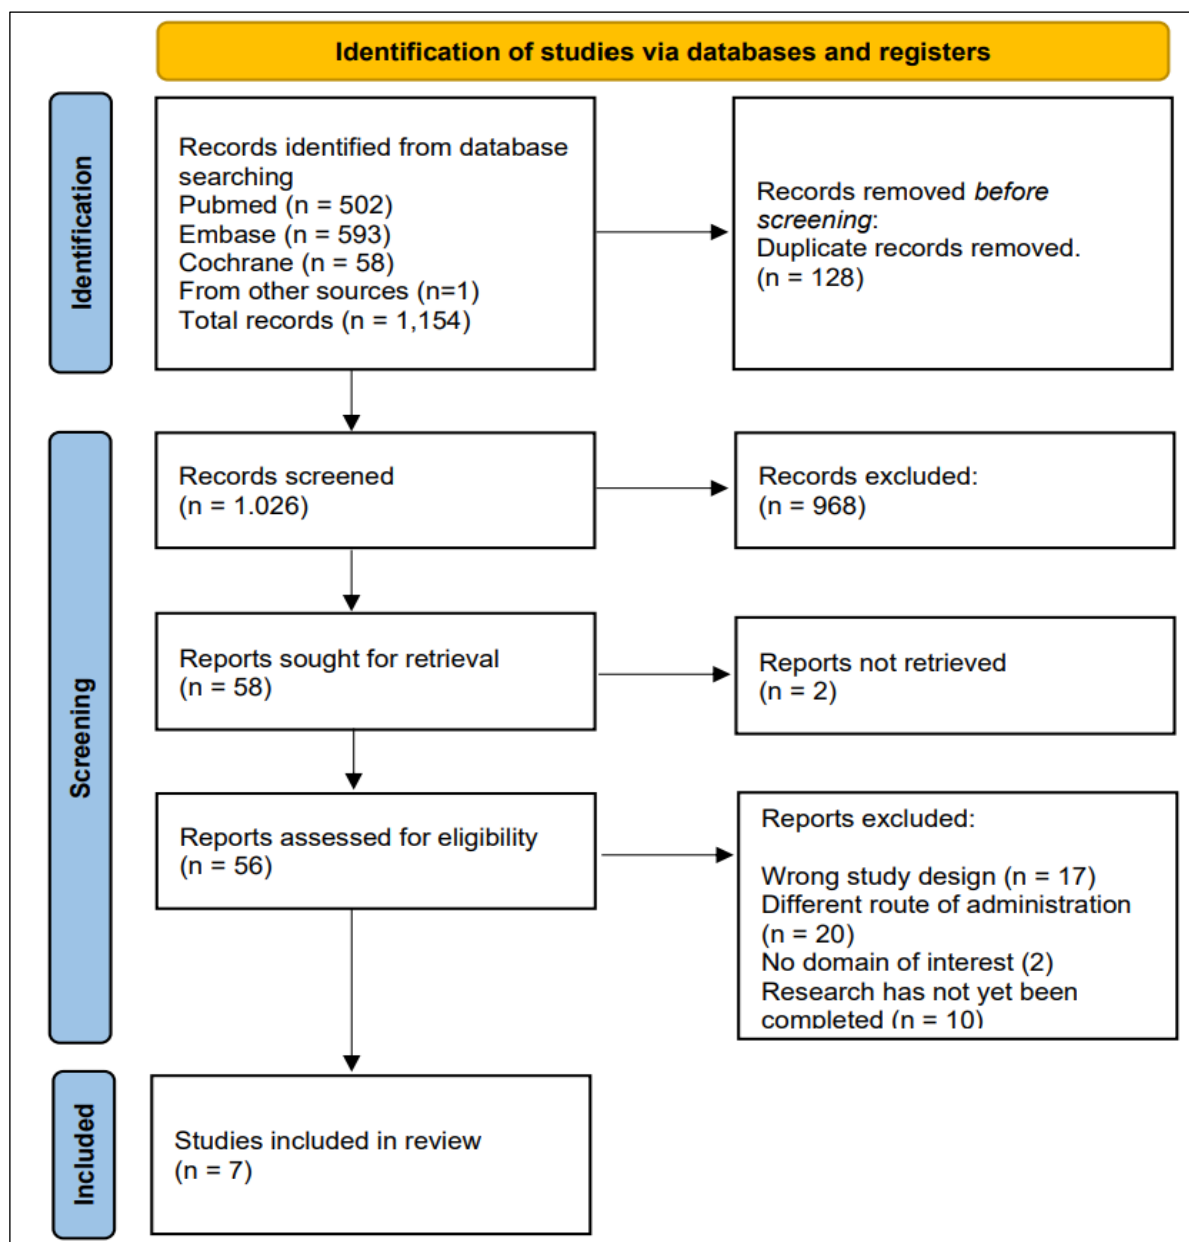 Identification of studies via databases and registers
Identification
Records identified from database
searching
Pubmed (n = 502)
Embase (n = 593)
Cochrane (n = 58)
From other sources (n=1)
Total records (n = 1,154)
Records removed before
screening:
Duplicate records removed.
(n = 128)
Screening
Records screened
(n = 1.026)
Records excluded:
(n = 968)
Reports sought for retrieval
(n = 58)
Reports not retrieved
(n = 2)
Reports assessed for eligibility
(n = 56)
Reports excluded:
Wrong study design (n = 17)
Different route of administration
(n = 20)
No domain of interest (2)
Research has not yet been
completed (n = 10)
Included
Studies included in review
(n = 7)